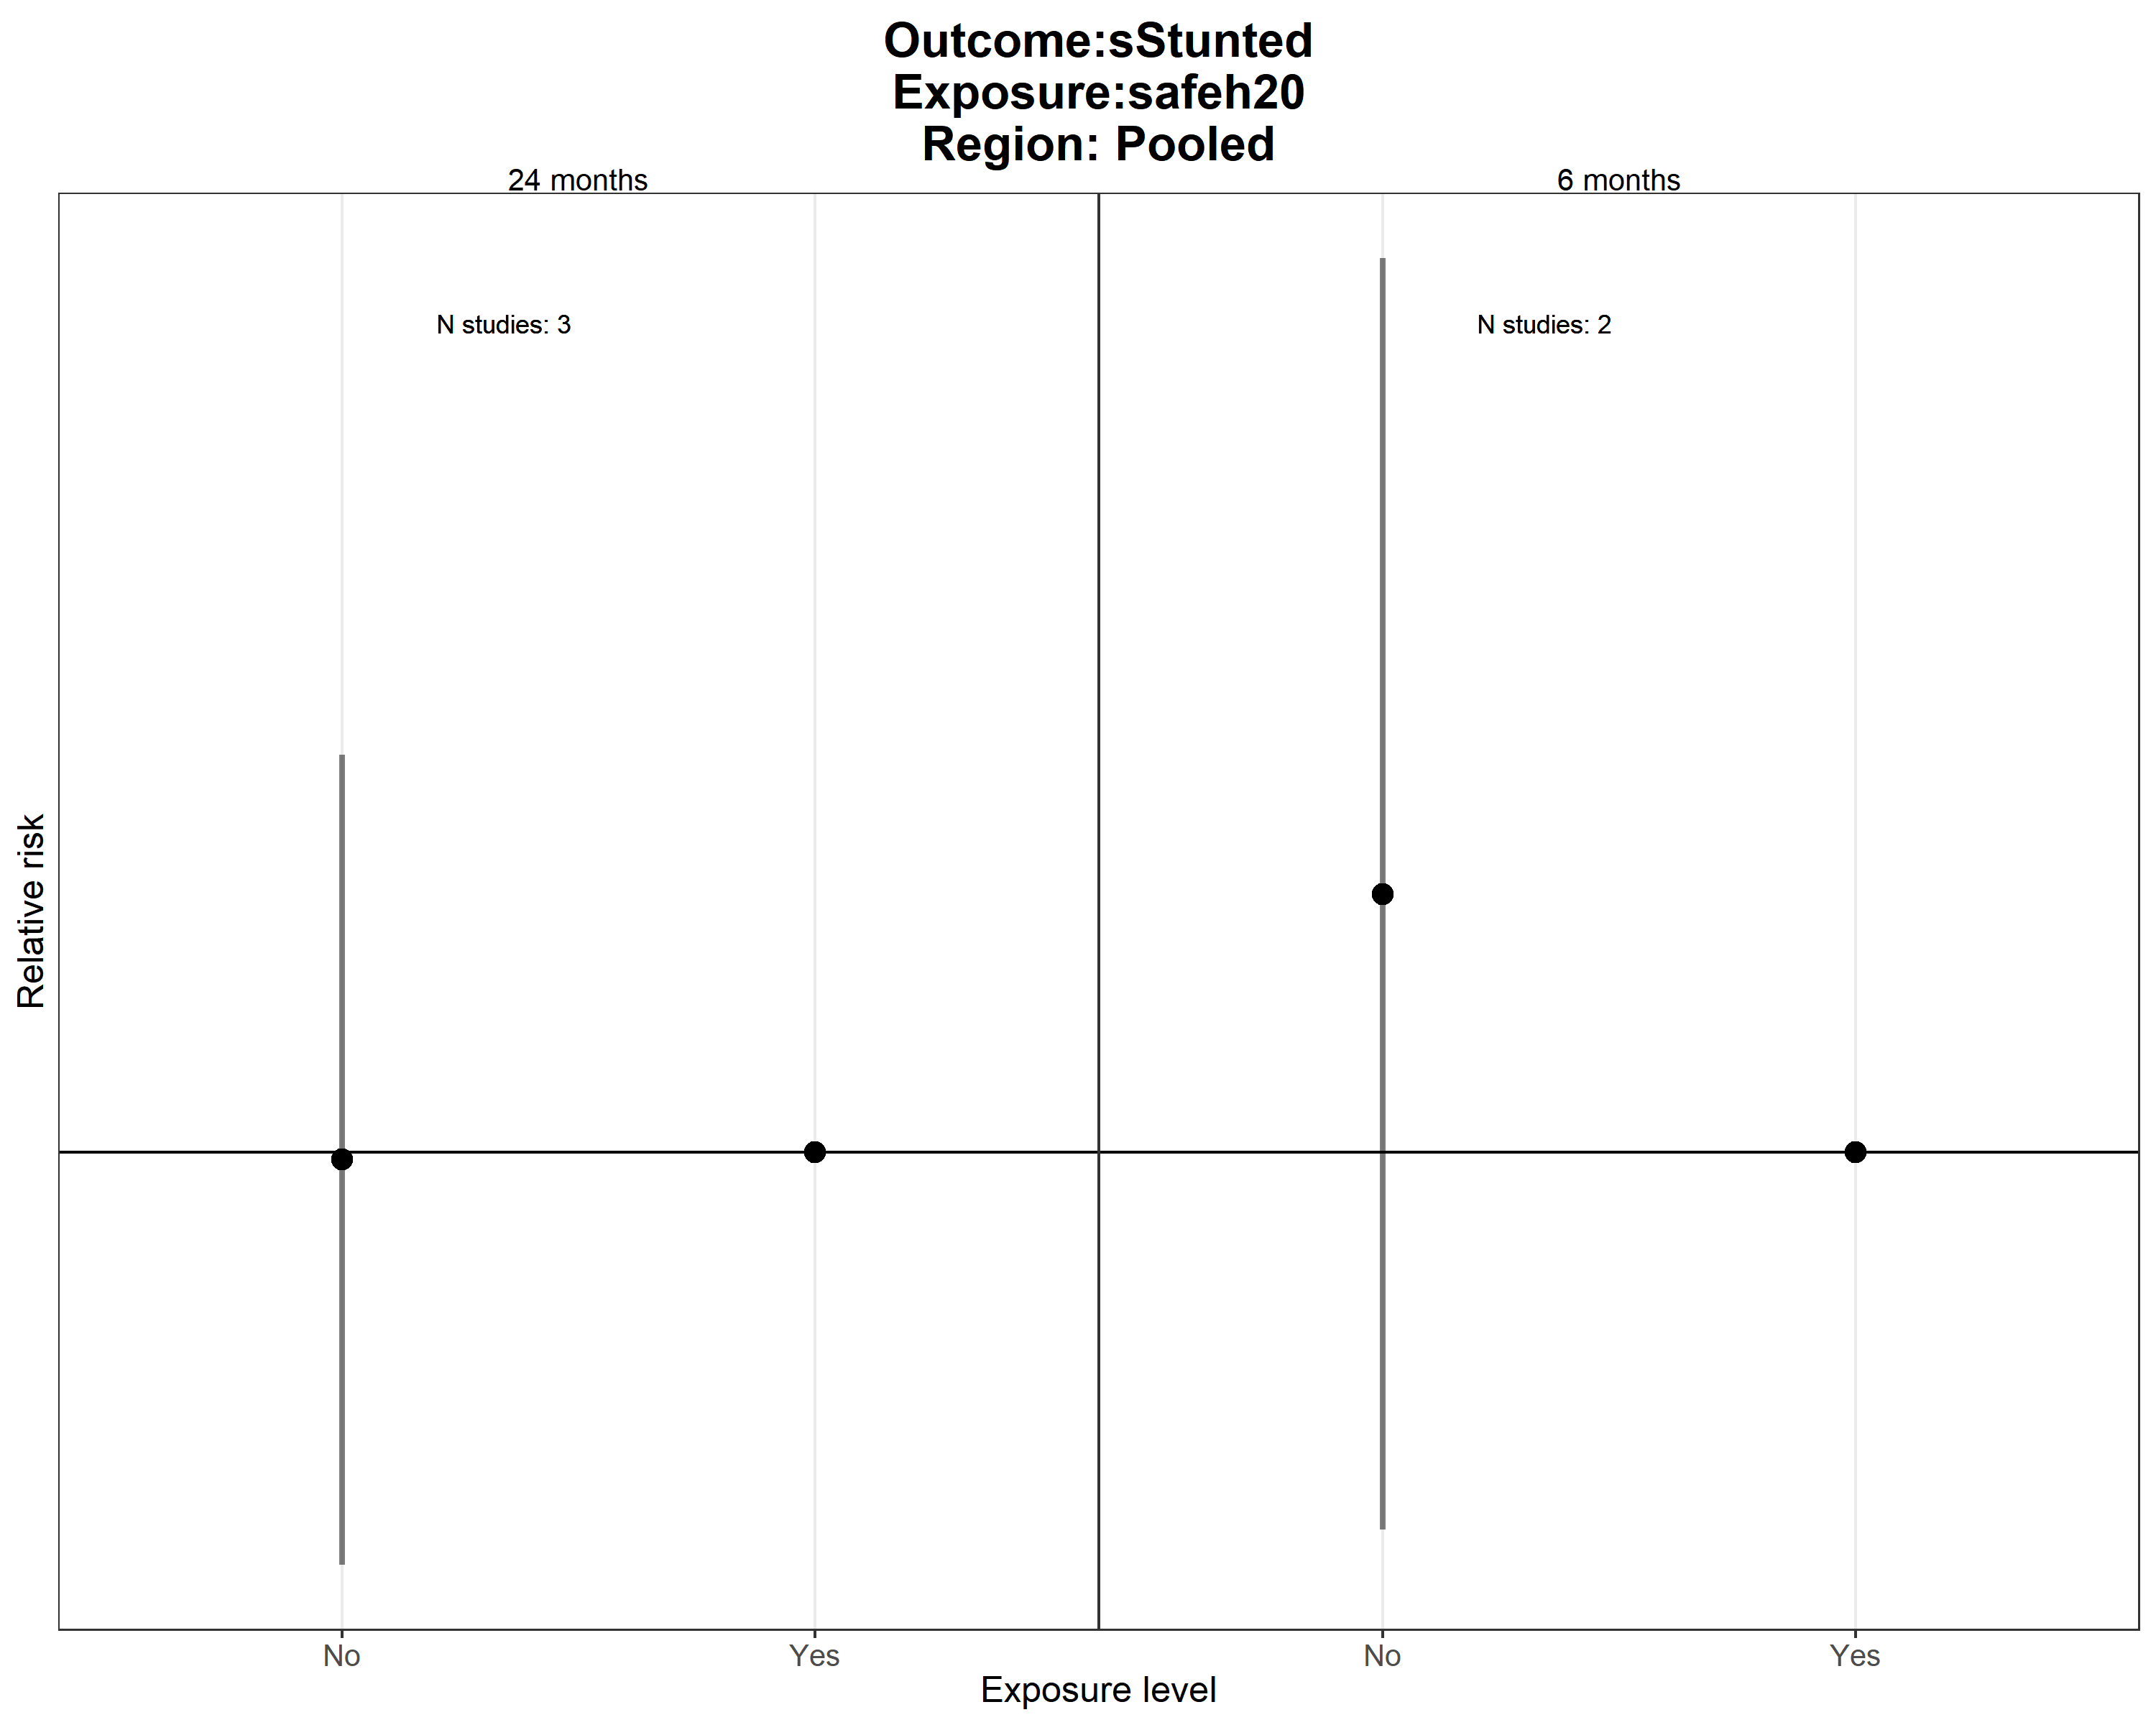 Outcome:sStunted
Exposure:safeh20
Region: Pooled
24 months
6 months
N studies: 3
N studies: 2
Relative risk
No
Yes
No
Yes
Exposure level